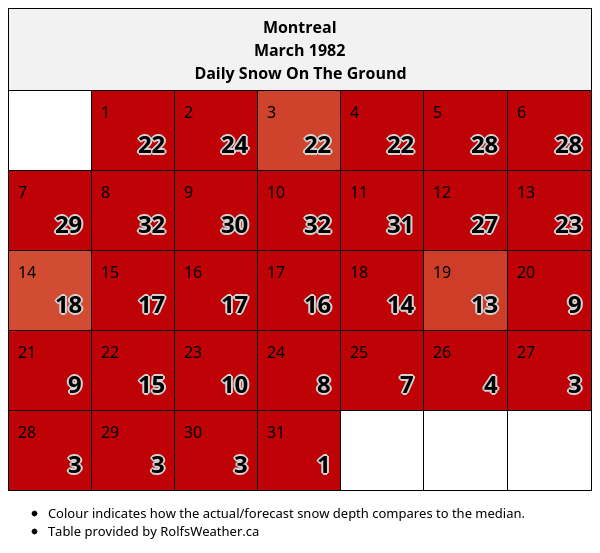 Montreal
March 1982
Daily Snow On The Ground
1 2 3 4 5 6
22 24 22 22 28 28
7 8 9 10 11 12 13
29 32 30 32 31 27 23
14 15 16 17 18 19 20
18 17 17 16 14 13 9
21 22 23 24 25 26 27
9 15 10 8 7 4 3
28 29 30 31
3 3 3 1
• Colour indicates how the actual/forecast snow depth compares to the median.
• Table provided by RolfsWeather.ca